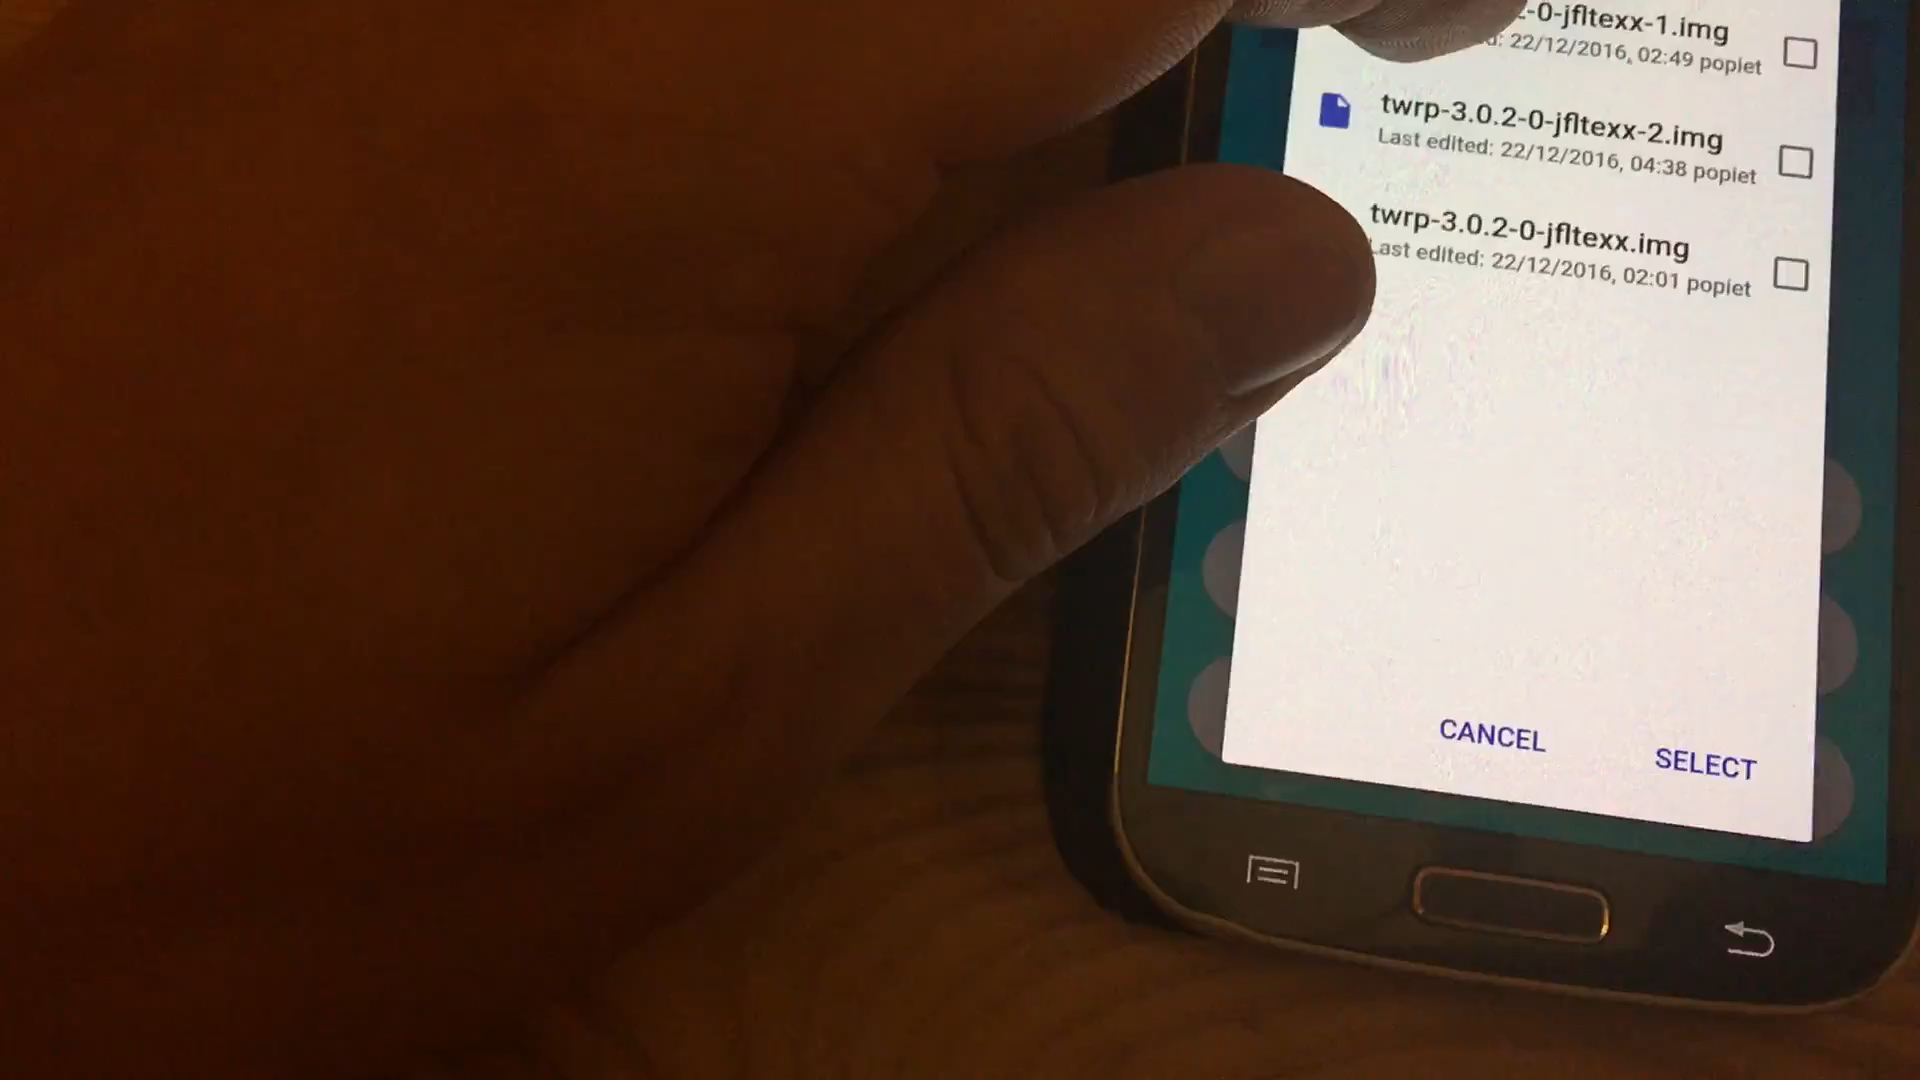 -0-jfltexx-1.img
22/12/2016, 02:49 popiet
twrp-3.0.2-0-jfltexx-2.img
Last edited: 22/12/2016, 04:38 popiet
twrp-3.0.2-0-jfltexx.img
Last edited: 22/12/2016, 02:01 popiet
CANCEL
SELECT